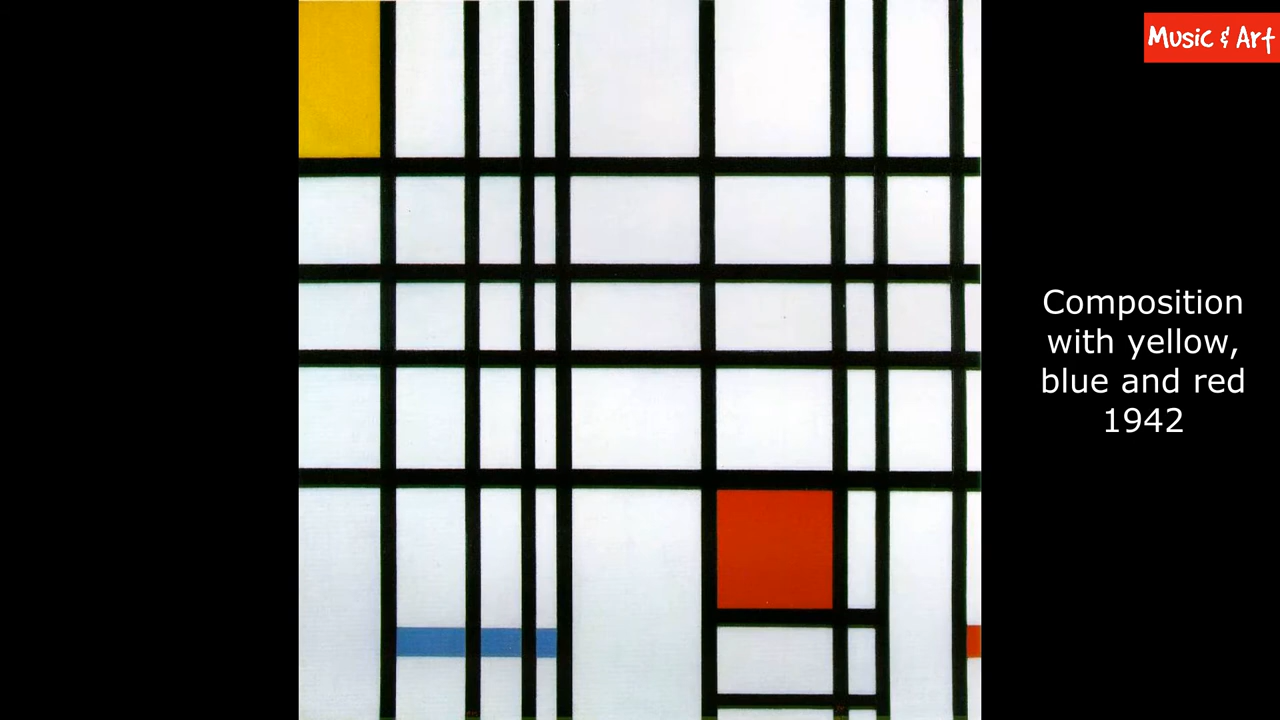 Music & Art
Composition
with yellow,
blue and red
1942